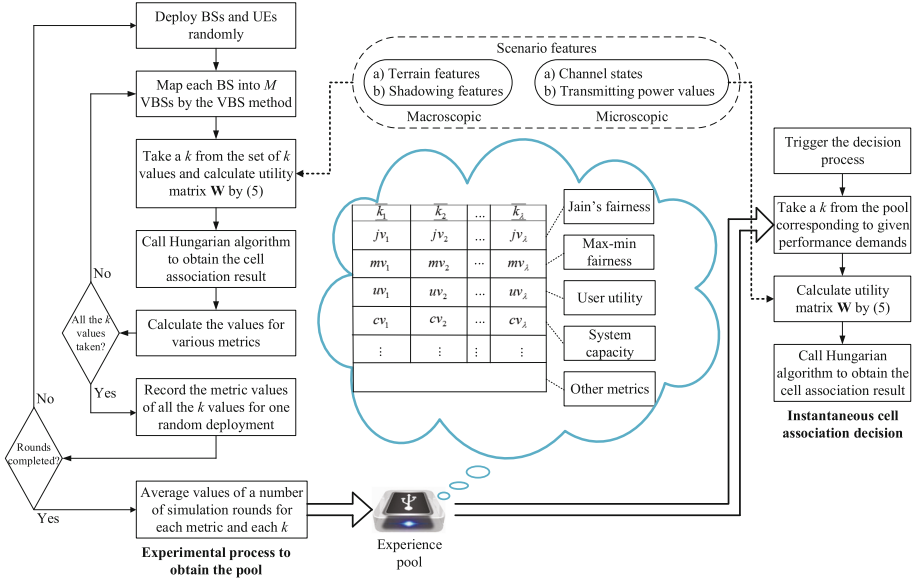 Deploy BSs and UEs
randomly
Map each BS into M
VBSs by the VBS method
Take a k from the set of k
values and calculate utility
matrix W by (5)
Call Hungarian algorithm
to obtain the cell
association result
No
All the k
values
taken?
Yes
Calculate the values for
various metrics
Record the metric values
of all the k values for one
random deployment
No
Rounds
completed?
Yes
Average values of a number
of simulation rounds for
each metric and each k
Experimental process to
obtain the pool
Scenario features
a) Terrain features
b) Shadowing features
Macroscopic
a) Channel states
b) Transmitting power values
Microscopic
k₁ k₂ ... kλ
jv₁ jv₂ ... jvλ
mv₁ mv₂ ... mvλ
uv₁ uv₂ ... uvλ
cv₁ cv₂ ... cvλ
⋮ ⋮ ⋮ ⋮
Jain's fairness
Max-min
fairness
User utility
System
capacity
Other metrics
Experience
pool
Trigger the decision
process
Take a k from the pool
corresponding to given
performance demands
Calculate utility
matrix W by (5)
Call Hungarian
algorithm to obtain the
cell association result
Instantaneous cell
association decision